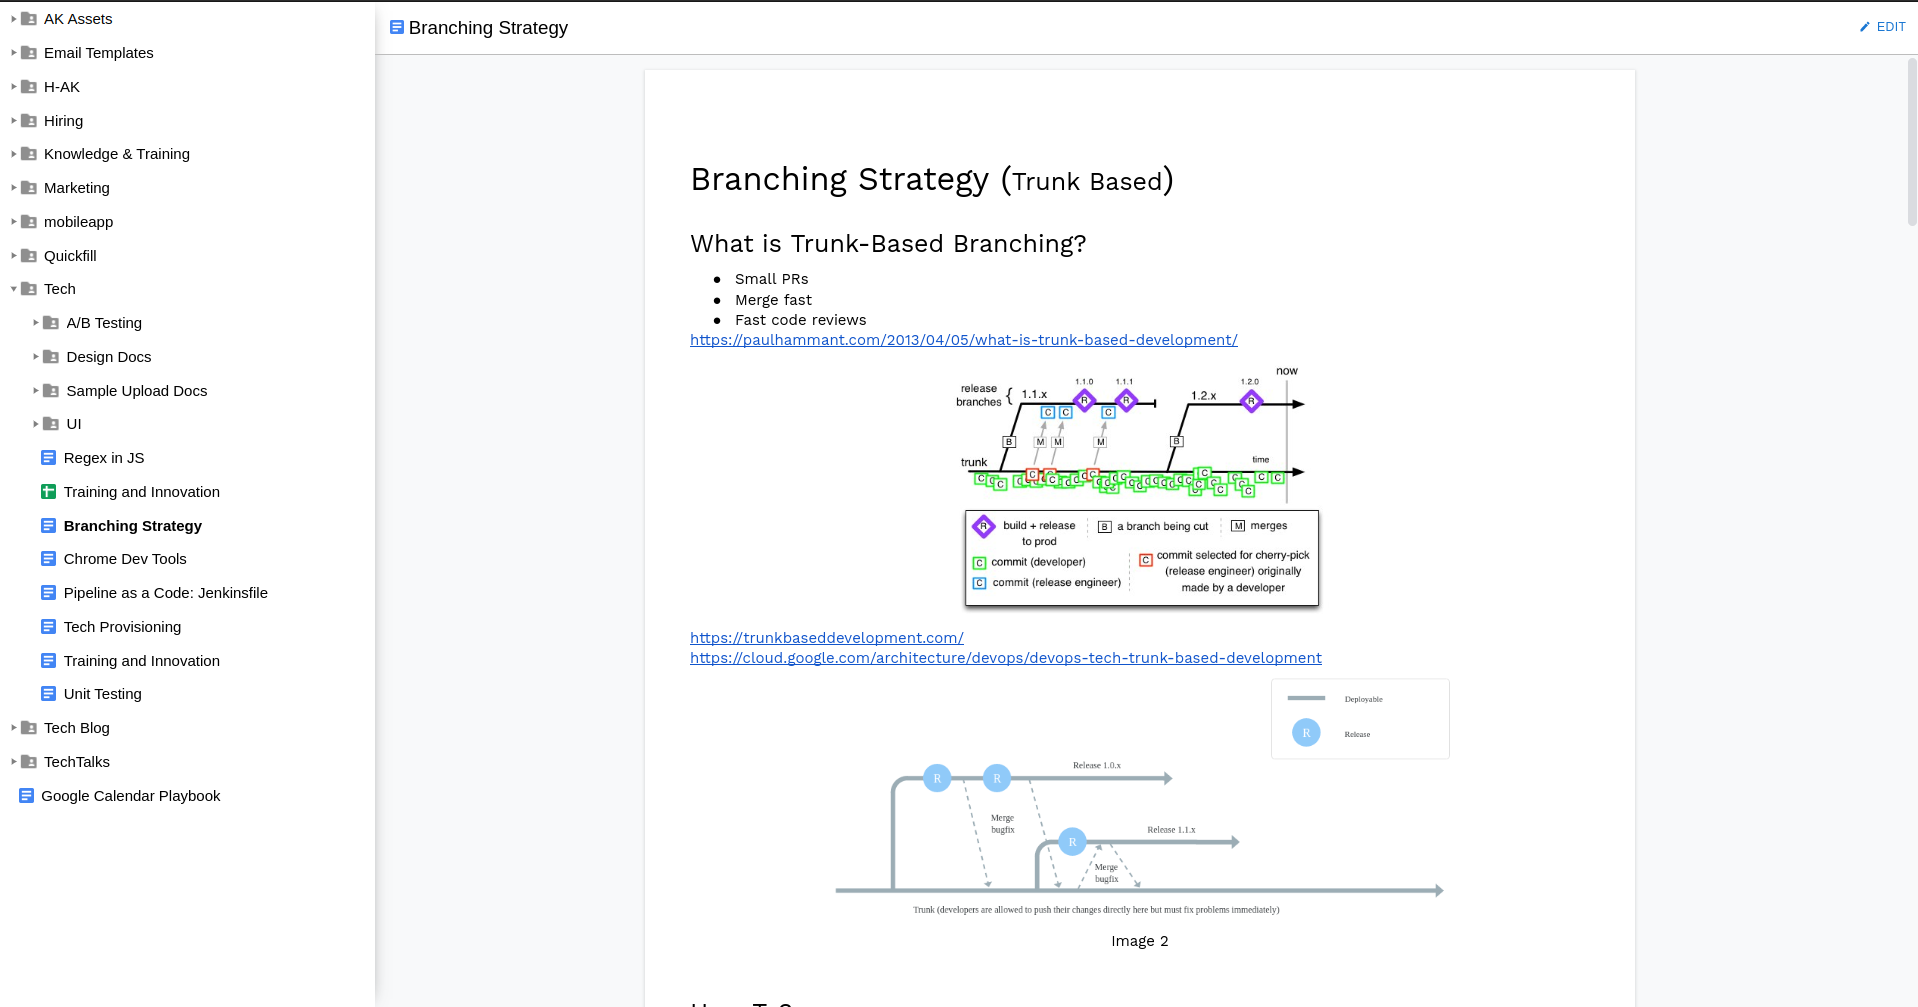 AK Assets
Email Templates
H-AK
Hiring
Knowledge & Training
Marketing
mobileapp
Quickfill
Tech
A/B Testing
Design Docs
Sample Upload Docs
UI
Regex in JS
Training and Innovation
Branching Strategy
Chrome Dev Tools
Pipeline as a Code: Jenkinsfile
Tech Provisioning
Training and Innovation
Unit Testing
Tech Blog
TechTalks
Google Calendar Playbook
Branching Strategy
EDIT
Branching Strategy (Trunk Based)
What is Trunk-Based Branching?
● Small PRs
● Merge fast
● Fast code reviews
https://paulhammant.com/2013/04/05/what-is-trunk-based-development/
now
release
branches
{ 1.1.x
1.1.0
1.1.1
1.2.x
1.2.0
R R R
C C C
B M M M B
trunk
time
R build + release
to prod
B a branch being cut
M merges
C commit (developer)
C commit (release engineer)
C commit selected for cherry-pick
(release engineer) originally
made by a developer
https://trunkbaseddevelopment.com/
https://cloud.google.com/architecture/devops/devops-tech-trunk-based-development
Deployable
R Release
R R Release 1.0.x
Merge
bugfix
R Release 1.1.x
Merge
bugfix
Trunk (developers are allowed to push their changes directly here but must fix problems immediately)
Image 2